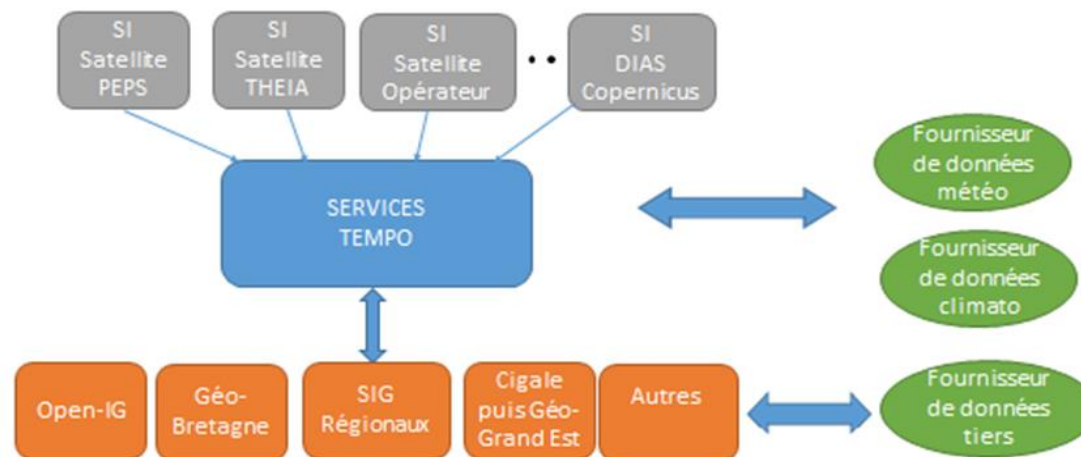 SI
Satellite
PEPS
SI
Satellite
THEIA
SI
Satellite
Opérateur
SI
DIAS
Copernicus
SERVICES
TEMPO
Fournisseur
de données
météo
Fournisseur
de données
climato
Open-IG
Géo-
Bretagne
SIG
Régionaux
Cigale
puis Géo-
Grand Est
Autres
Fournisseur
de données
tiers